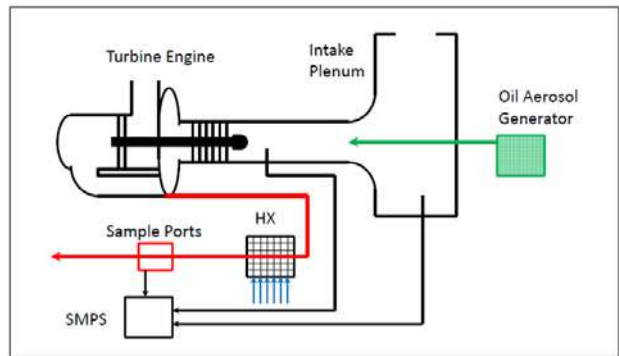 Turbine Engine
Intake
Plenum
Oil Aerosol
Generator
HX
Sample Ports
SMPS